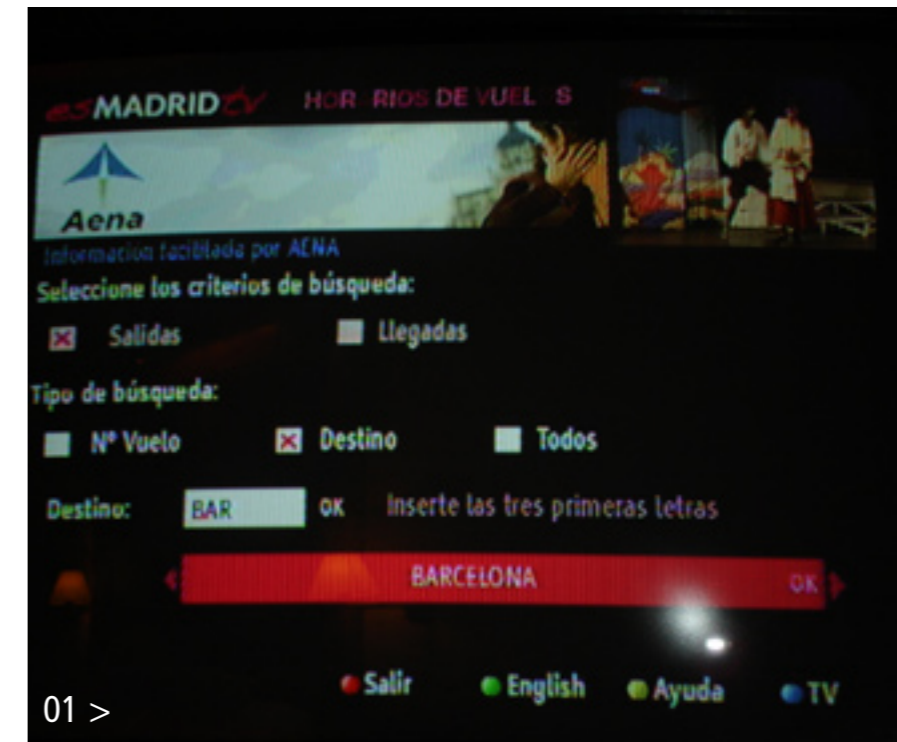 esMADRIDtv HOR RIOS DE VUEL S
Aena
Informacion facilitada por AENA
Seleccione los criterios de búsqueda:
Salidas Llegadas
Tipo de búsqueda:
Nº Vuelo Destino Todos
Destino: BAR OK Inserte las tres primeras letras
BARCELONA OK
Salir English Ayuda TV
01 >